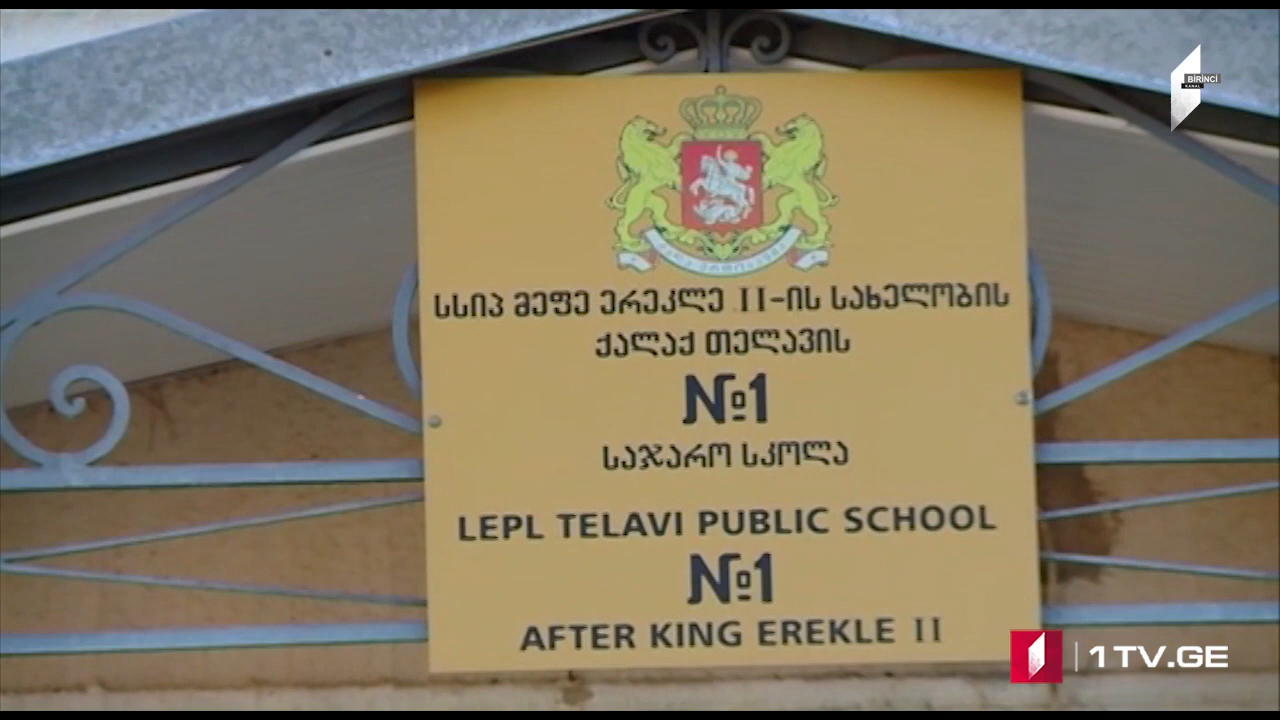 BIRINCI
KANAL
სსიპ მეფე ერეკლე II-ის სახელობის
ქალაქ თელავის
№1
საჯარო სკოლა
LEPL TELAVI PUBLIC SCHOOL
№1
AFTER KING EREKLE II
1TV.GE